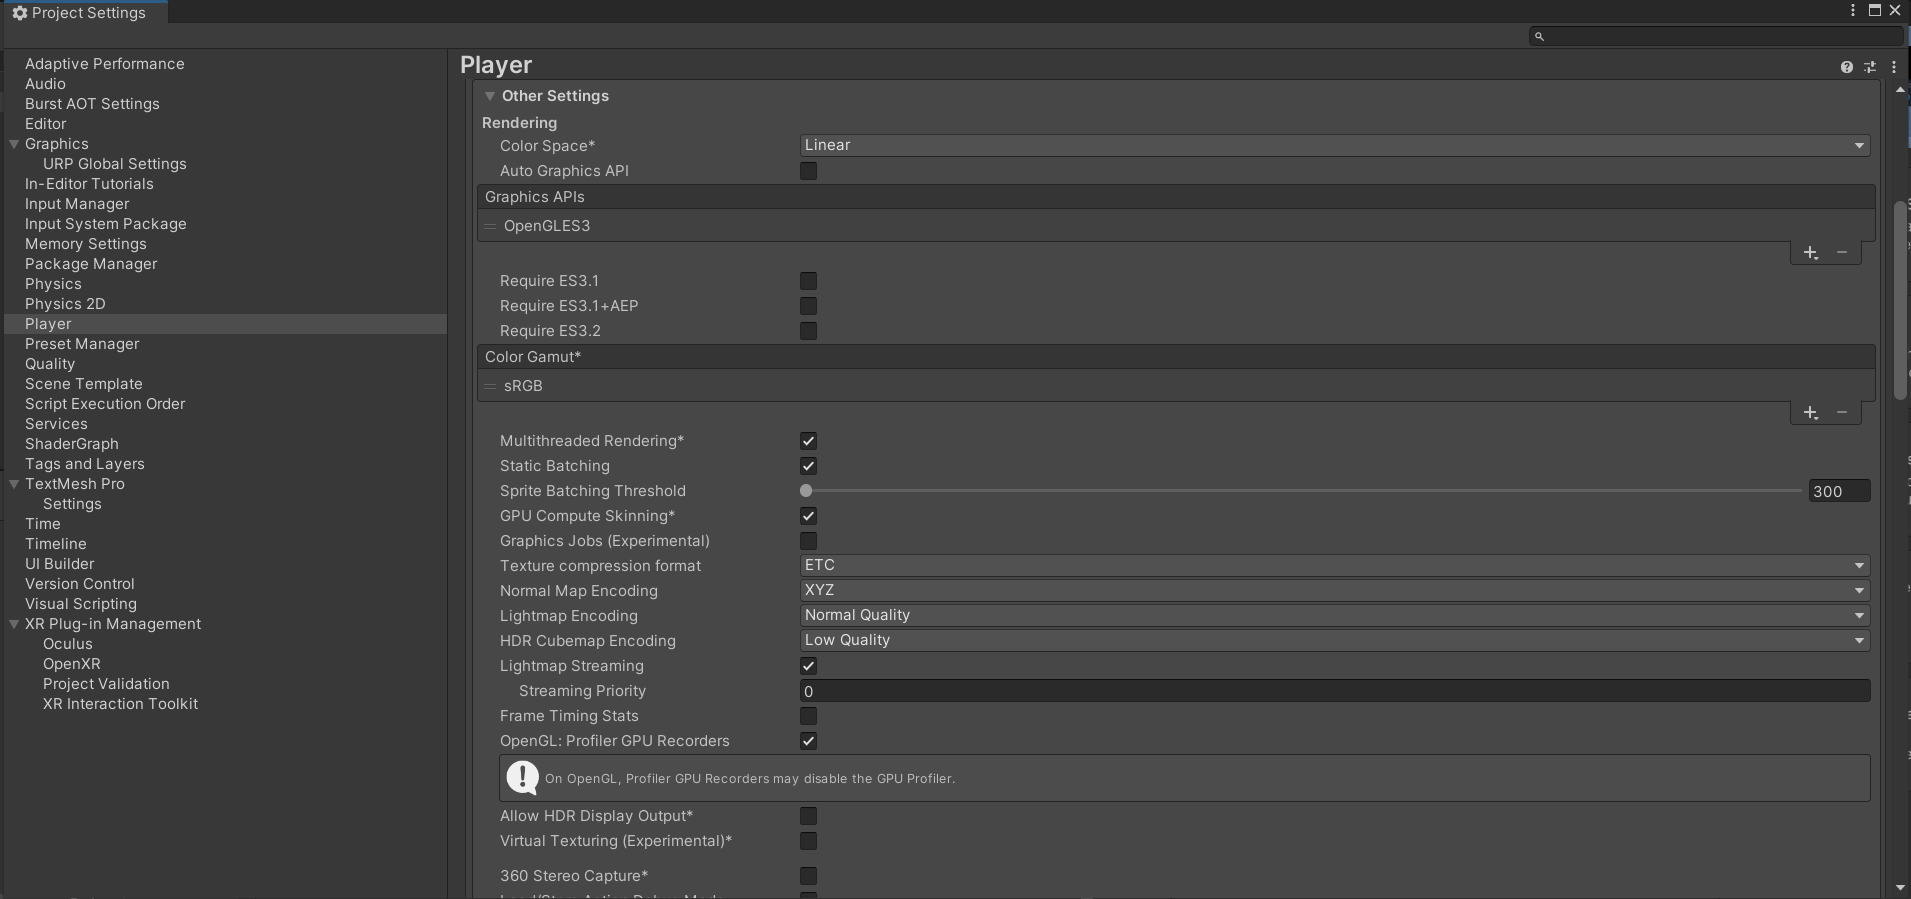 Project Settings
Adaptive Performance
Audio
Burst AOT Settings
Editor
Graphics
URP Global Settings
In-Editor Tutorials
Input Manager
Input System Package
Memory Settings
Package Manager
Physics
Physics 2D
Player
Preset Manager
Quality
Scene Template
Script Execution Order
Services
ShaderGraph
Tags and Layers
TextMesh Pro
Settings
Time
Timeline
UI Builder
Version Control
Visual Scripting
XR Plug-in Management
Oculus
OpenXR
Project Validation
XR Interaction Toolkit
Player
Other Settings
Rendering
Color Space* Linear
Auto Graphics API
Graphics APIs
OpenGLES3
Require ES3.1
Require ES3.1+AEP
Require ES3.2
Color Gamut*
sRGB
Multithreaded Rendering*
Static Batching
Sprite Batching Threshold 300
GPU Compute Skinning*
Graphics Jobs (Experimental)
Texture compression format ETC
Normal Map Encoding XYZ
Lightmap Encoding Normal Quality
HDR Cubemap Encoding Low Quality
Lightmap Streaming
Streaming Priority 0
Frame Timing Stats
OpenGL: Profiler GPU Recorders
On OpenGL, Profiler GPU Recorders may disable the GPU Profiler.
Allow HDR Display Output*
Virtual Texturing (Experimental)*
360 Stereo Capture*